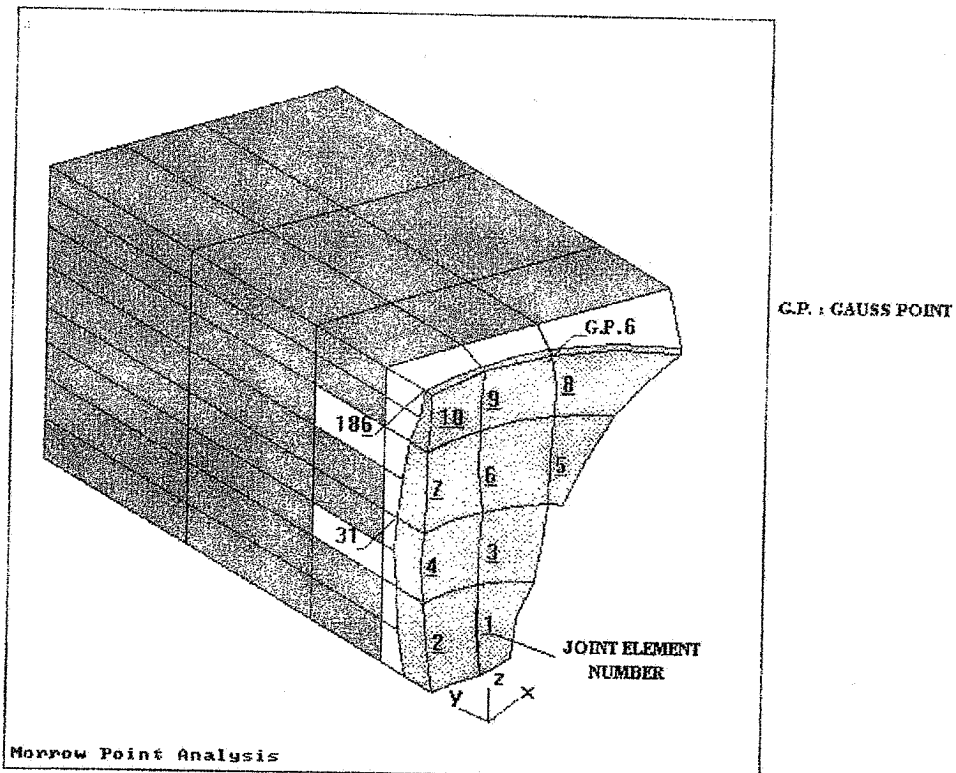 G.P. : GAUSS POINT
G.P. 6
8
9
10
186
5
6
7
31
3
4
1
2
JOINT ELEMENT
NUMBER
z
y
x
Morrow Point Analysis